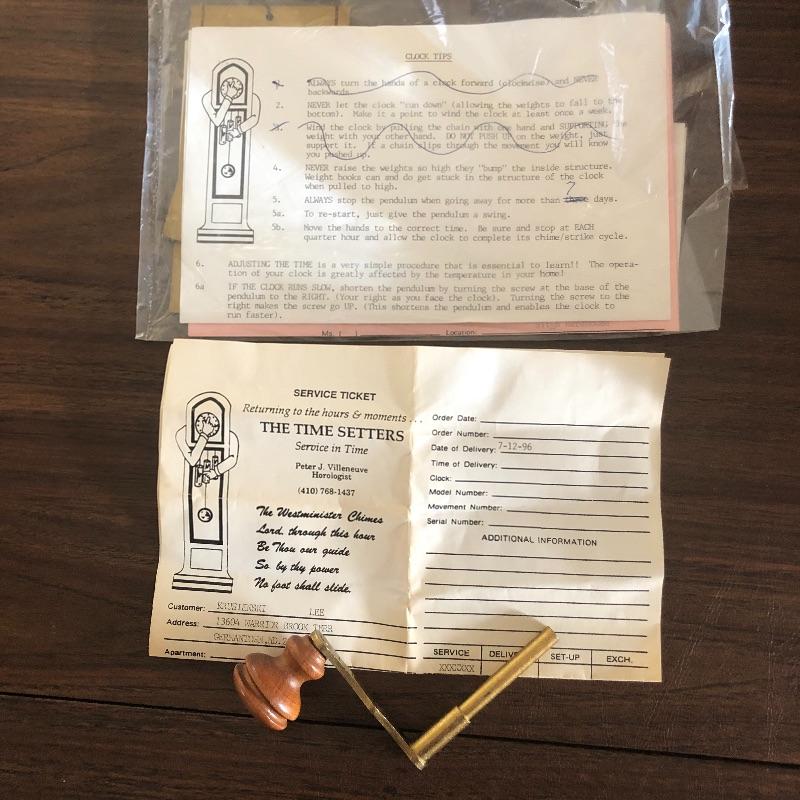 CLOCK TIPS
1. ALWAYS turn the hands of a clock forward (clockwise) and NEVER
backwards.
2. NEVER let the clock "run down" (allowing the weights to fall to the
bottom). Make it a point to wind the clock at least once a week.
3. Wind the clock by pulling the chain with one hand and SUPPORTING the
weight with your other hand. DO NOT PUSH UP on the weight, just
support it. If a chain slips through the movement you will know
you pushed up.
4. NEVER raise the weights so high they "bump" the inside structure.
Weight hooks can and do get stuck in the structure of the clock
when pulled to high.
7
5. ALWAYS stop the pendulum when going away for more than three days.
5a. To re-start, just give the pendulum a swing.
5b. Move the hands to the correct time. Be sure and stop at EACH
quarter hour and allow the clock to complete its chime/strike cycle.
6. ADJUSTING THE TIME is a very simple procedure that is essential to learn!! The opera-
tion of your clock is greatly affected by the temperature in your home!
6a IF THE CLOCK RUNS SLOW, shorten the pendulum by turning the screw at the base of the
pendulum to the RIGHT. (Your right as you face the clock). Turning the screw to the
right makes the screw go UP. (This shortens the pendulum and enables the clock to
run faster).
Ms. ( ) Location:
SERVICE TICKET
Returning to the hours & moments ...
THE TIME SETTERS
Service in Time
Peter J. Villeneuve
Horologist
(410) 768-1437
The Westminister Chimes
Lord, through this hour
Be Thou our guide
So by thy power
No foot shall slide.
Customer: LEE
Address: 13604 WARRIOR BROOK
GERMANTOWN, MD.
Apartment:
Order Date:
Order Number:
Date of Delivery: 7-12-96
Time of Delivery:
Clock:
Model Number:
Movement Number:
Serial Number:
ADDITIONAL INFORMATION
SERVICE SET-UP EXCH.
XXXXXXX